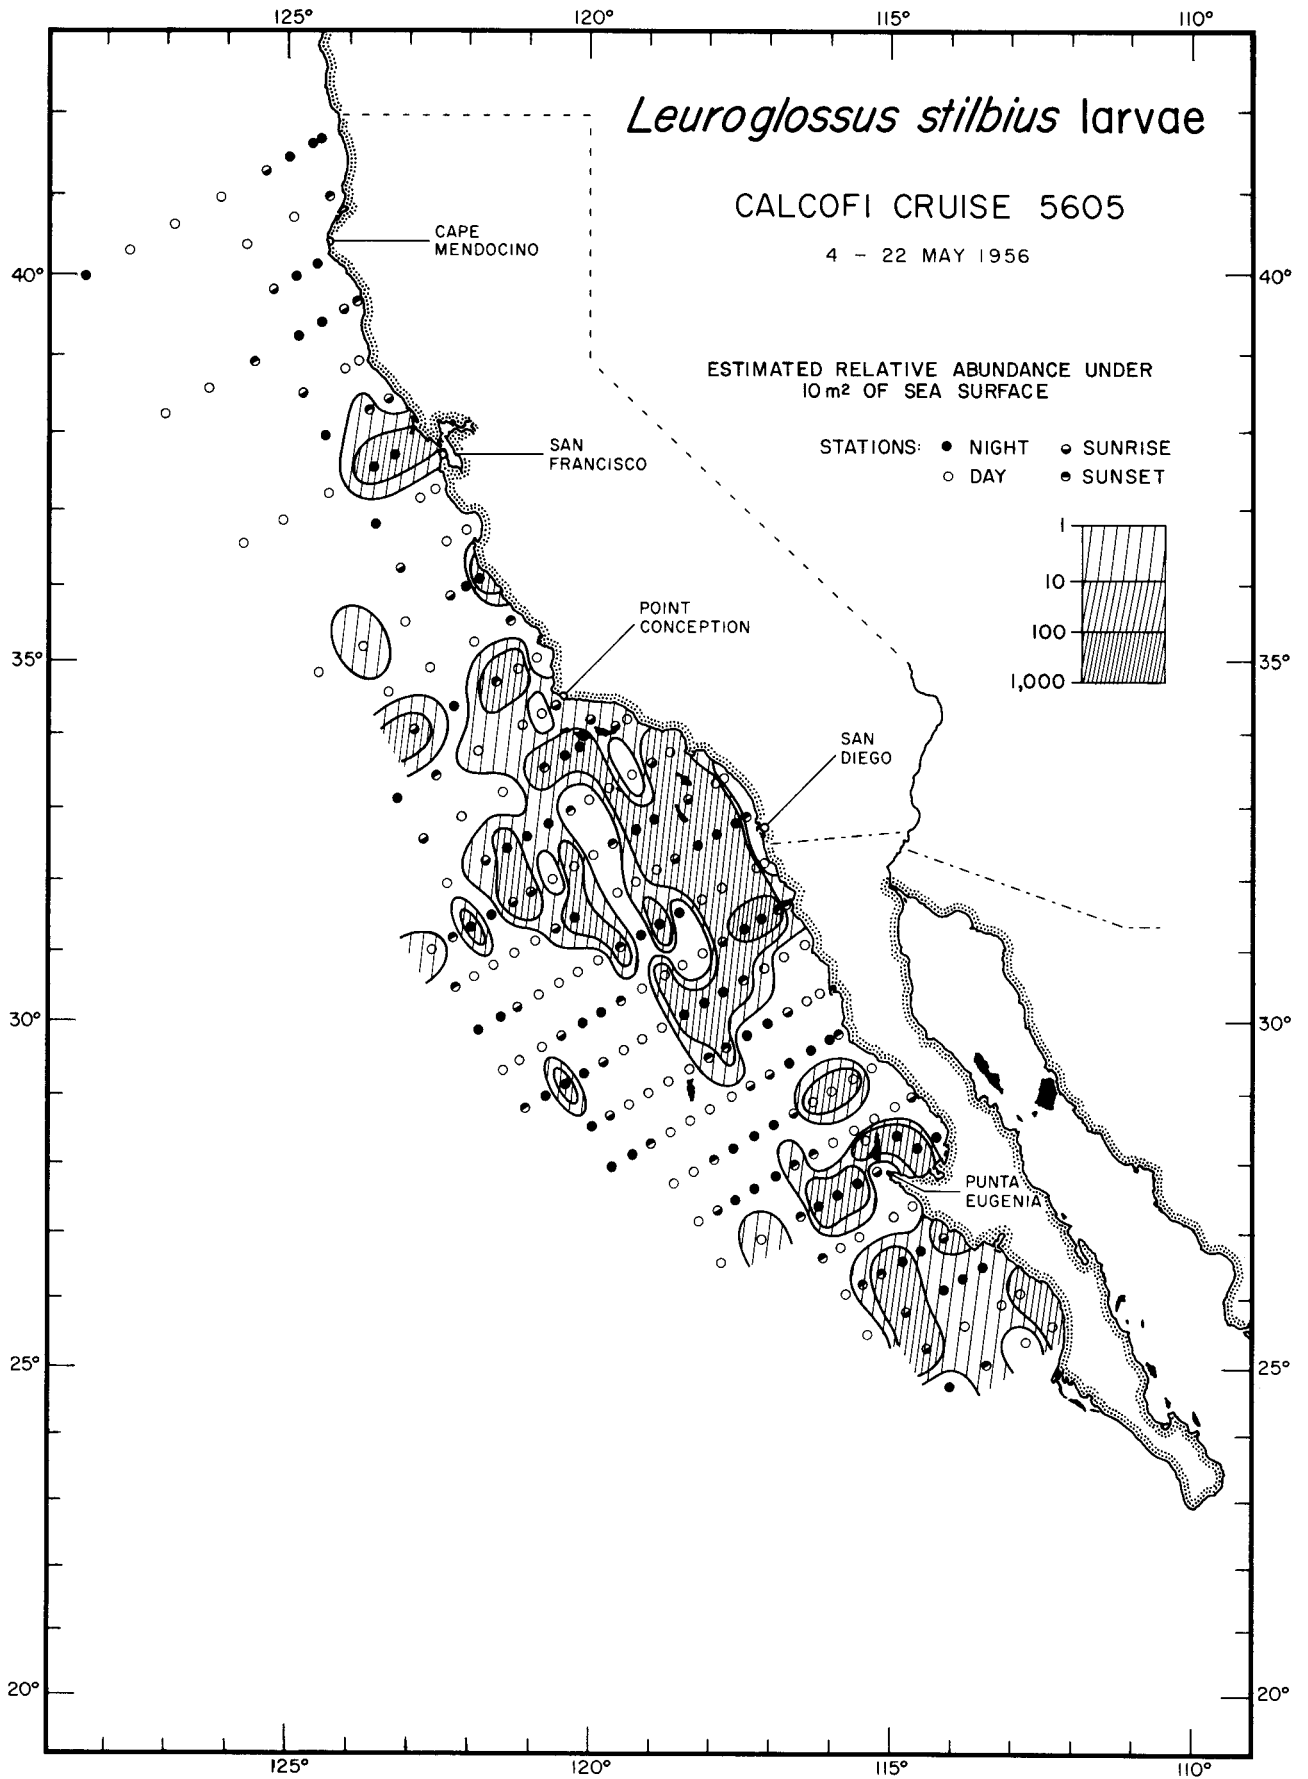 125° 120° 115° 110°
Leuroglossus stilbius larvae
CALCOFI CRUISE 5605
4 – 22 MAY 1956
CAPE
MENDOCINO
40° 40°
ESTIMATED RELATIVE ABUNDANCE UNDER
10 m² OF SEA SURFACE
STATIONS: ● NIGHT SUNRISE
○ DAY SUNSET
SAN
FRANCISCO
1
10
100
1,000
POINT
CONCEPTION
35° 35°
SAN
DIEGO
30° 30°
PUNTA
EUGENIA
25° 25°
20° 20°
125° 120° 115° 110°